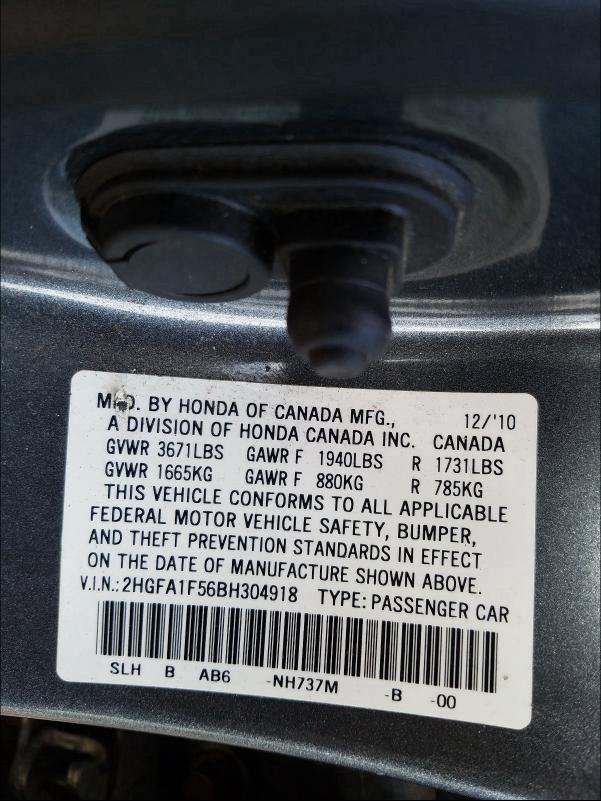 MFD. BY HONDA OF CANADA MFG., 12/'10
A DIVISION OF HONDA CANADA INC. CANADA
GVWR 3671LBS GAWR F 1940LBS R 1731LBS
GVWR 1665KG GAWR F 880KG R 785KG
THIS VEHICLE CONFORMS TO ALL APPLICABLE
FEDERAL MOTOR VEHICLE SAFETY, BUMPER,
AND THEFT PREVENTION STANDARDS IN EFFECT
ON THE DATE OF MANUFACTURE SHOWN ABOVE.
V.I.N.: 2HGFA1F56BH304918 TYPE: PASSENGER CAR
SLH B AB6 -NH737M -B -00